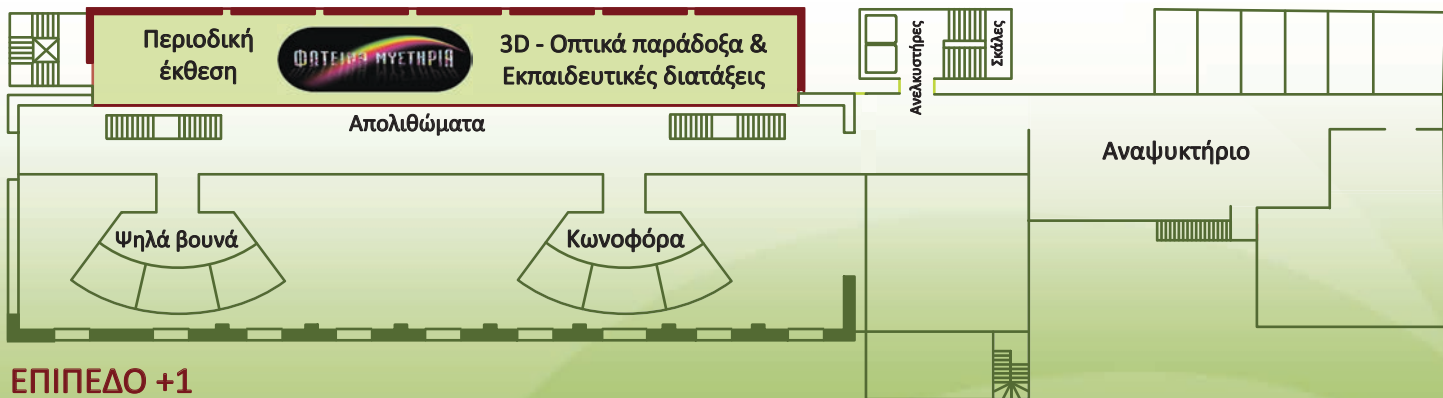 Περιοδική
έκθεση
ΦΩΤΕΙΝΑ ΜΥΣΤΗΡΙΑ
3D - Οπτικά παράδοξα &
Εκπαιδευτικές διατάξεις
Ανελκυστήρες
Σκάλες
Απολιθώματα
Αναψυκτήριο
Ψηλά βουνά
Κωνοφόρα
ΕΠΙΠΕΔΟ +1